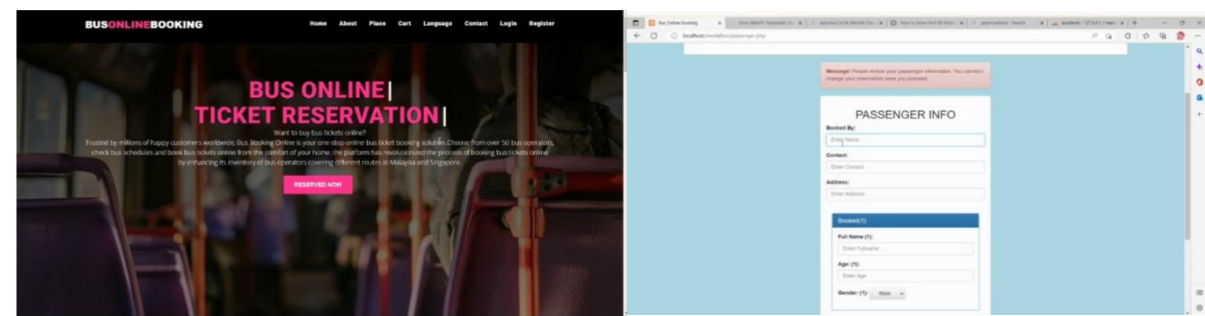 BUSONLINEBOOKING
Home About Place Cart Language Contact Login Register
BUS ONLINE|
TICKET RESERVATION|
Want to buy bus tickets online?
Trusted by millions of happy customers worldwide, Bus Booking Online is your one-stop online bus ticket booking solution.Choose from over 50 bus operators,
check bus schedules and book bus tickets online from the comfort of your home. the platform has revolucionized the process of booking bus tickets online
by enhancing its inventory of bus operators covering different routes in Malaysia and Singapore.
RESERVED NOW
Bus Online Booking
localhost/medallion/passenger.php
Message! Please review your passenger information. You cannot
change your reservation once you proceed.
PASSENGER INFO
Booked By:
Enter Name
Contact:
Enter Contact
Address:
Enter Address
Booked(1)
Full Name (1):
Enter Fullname
Age: (1):
Enter Age
Gender: (1): Male